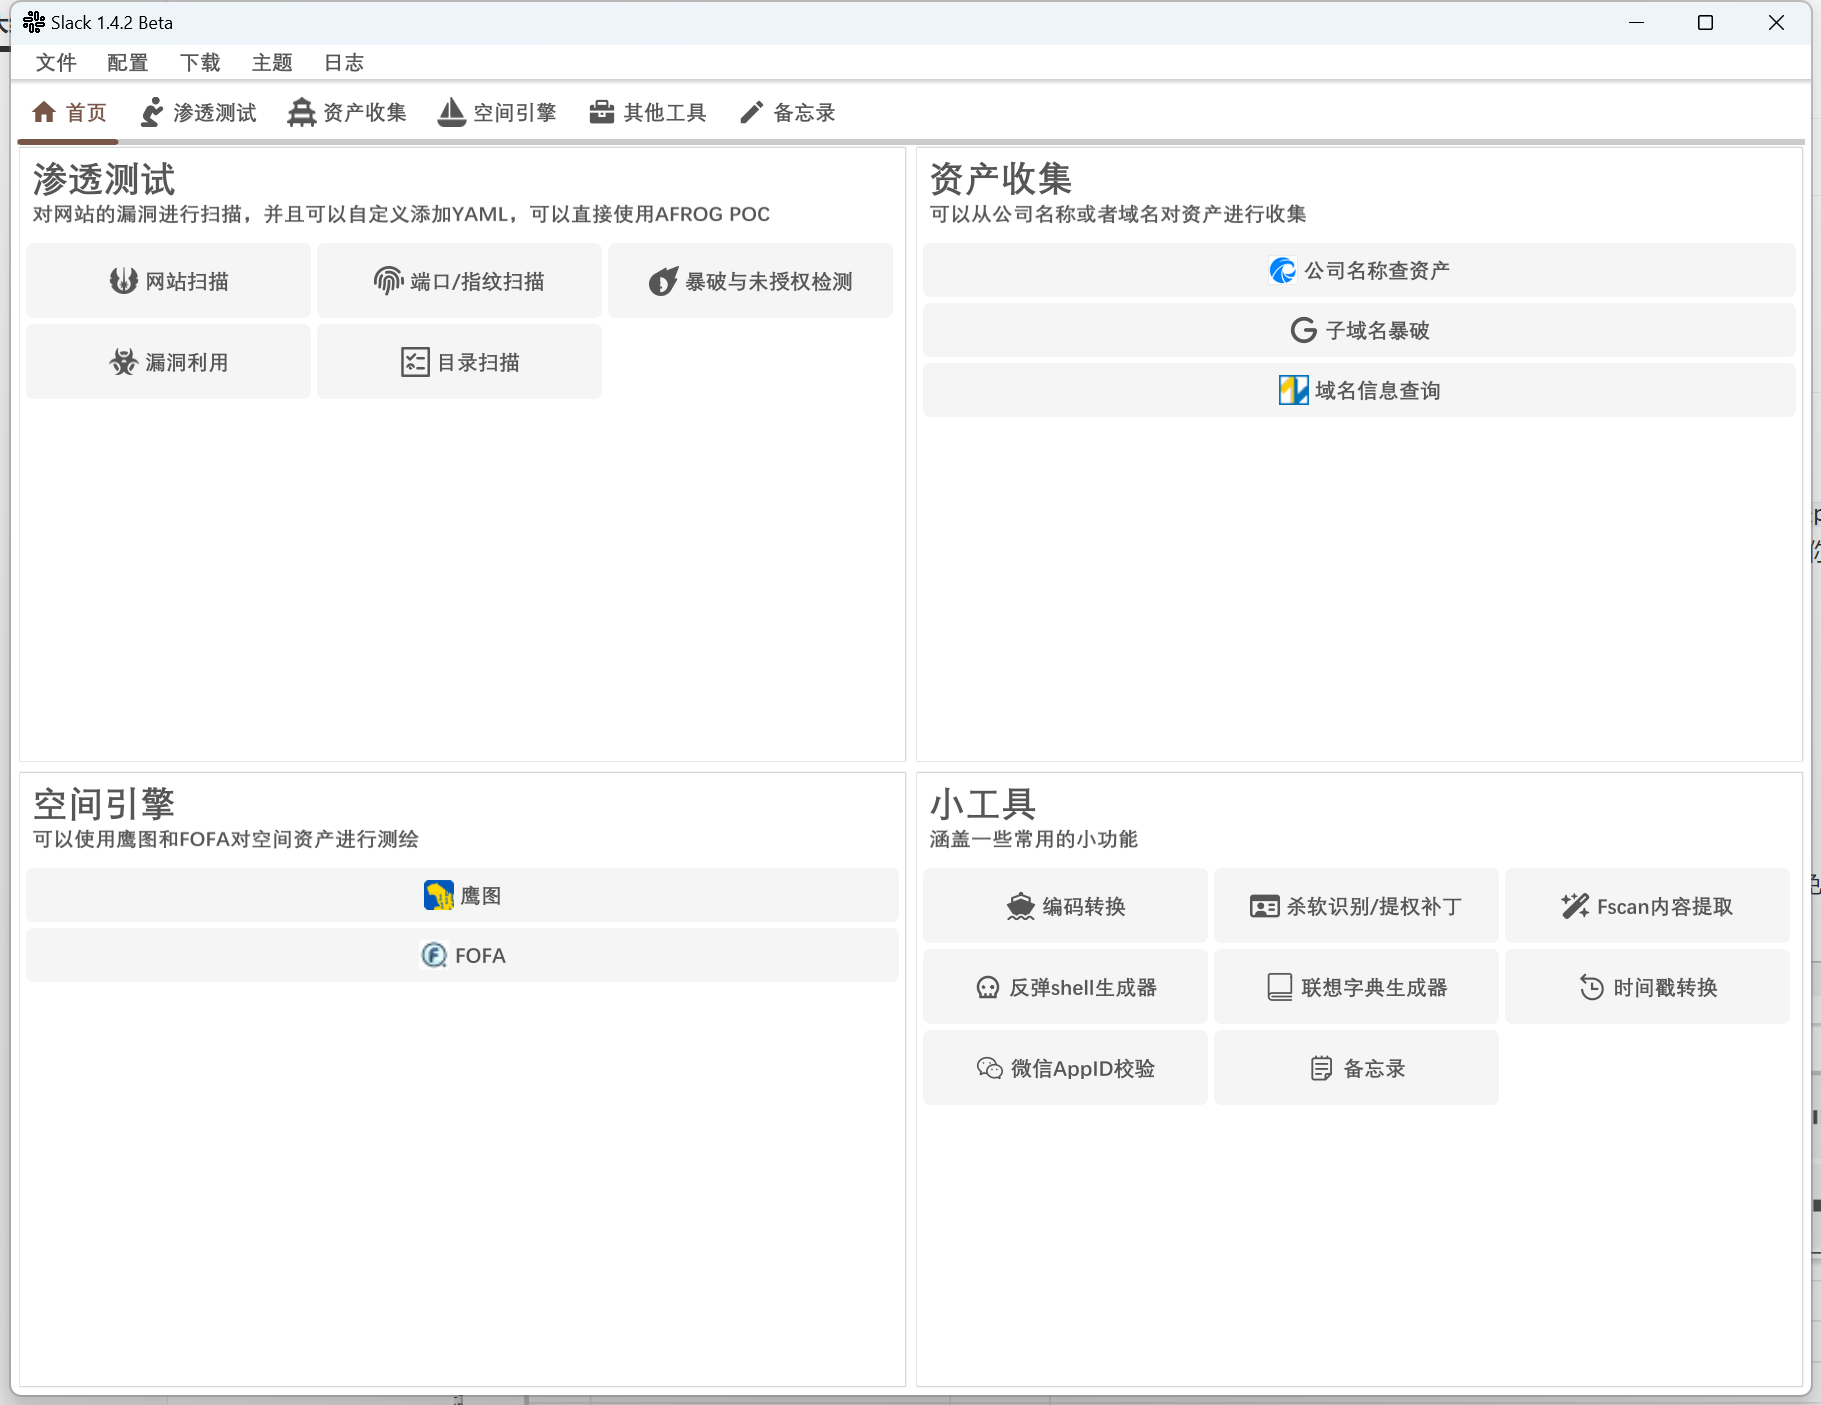 Slack 1.4.2 Beta
文件 配置 下载 主题 日志
首页 渗透测试 资产收集 空间引擎 其他工具 备忘录
渗透测试
对网站的漏洞进行扫描，并且可以自定义添加YAML，可以直接使用AFROG POC
网站扫描 端口/指纹扫描 暴破与未授权检测
漏洞利用 目录扫描
资产收集
可以从公司名称或者域名对资产进行收集
公司名称查资产
子域名暴破
域名信息查询
空间引擎
可以使用鹰图和FOFA对空间资产进行测绘
鹰图
FOFA
小工具
涵盖一些常用的小功能
编码转换 杀软识别/提权补丁 Fscan内容提取
反弹shell生成器 联想字典生成器 时间戳转换
微信AppID校验 备忘录